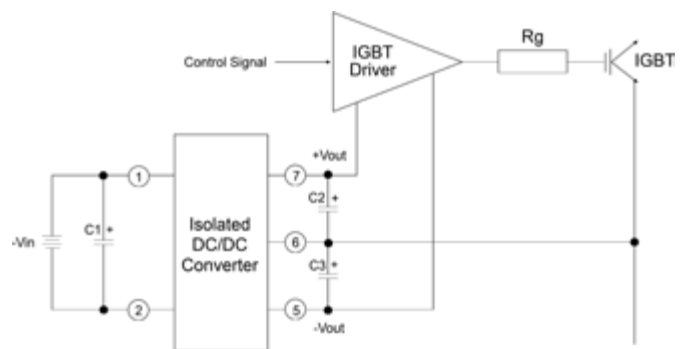 Rg
IGBT
Driver
IGBT
Control Signal
+Vout
1
7
C1 +
C2 +
Isolated
DC/DC
Converter
-Vin
6
C3 +
2
5
-Vout